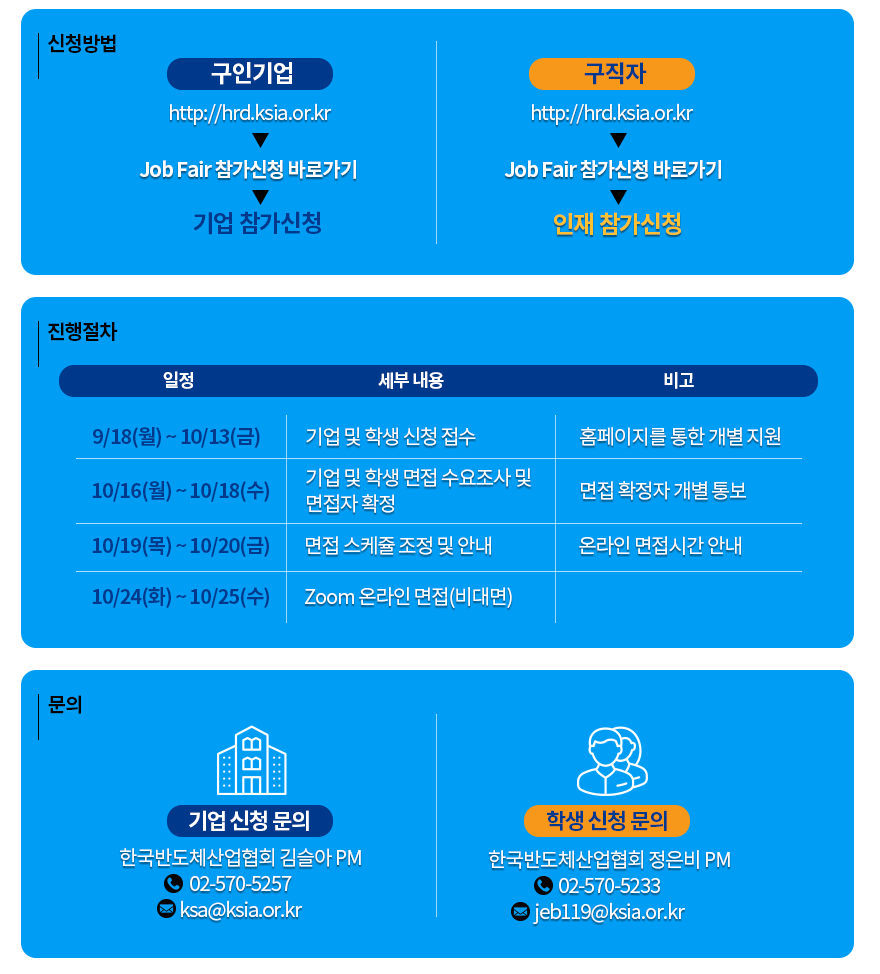 신청방법
구인기업
http://hrd.ksia.or.kr
Job Fair 참가신청 바로가기
기업 참가신청
구직자
http://hrd.ksia.or.kr
Job Fair 참가신청 바로가기
인재 참가신청
진행절차
일정 세부 내용 비고
9/18(월) ~ 10/13(금) 기업 및 학생 신청 접수 홈페이지를 통한 개별 지원
10/16(월) ~ 10/18(수) 기업 및 학생 면접 수요조사 및
면접자 확정 면접 확정자 개별 통보
10/19(목) ~ 10/20(금) 면접 스케쥴 조정 및 안내 온라인 면접시간 안내
10/24(화) ~ 10/25(수) Zoom 온라인 면접(비대면)
문의
기업 신청 문의
한국반도체산업협회 김슬아 PM
02-570-5257
ksa@ksia.or.kr
학생 신청 문의
한국반도체산업협회 정은비 PM
02-570-5233
jeb119@ksia.or.kr